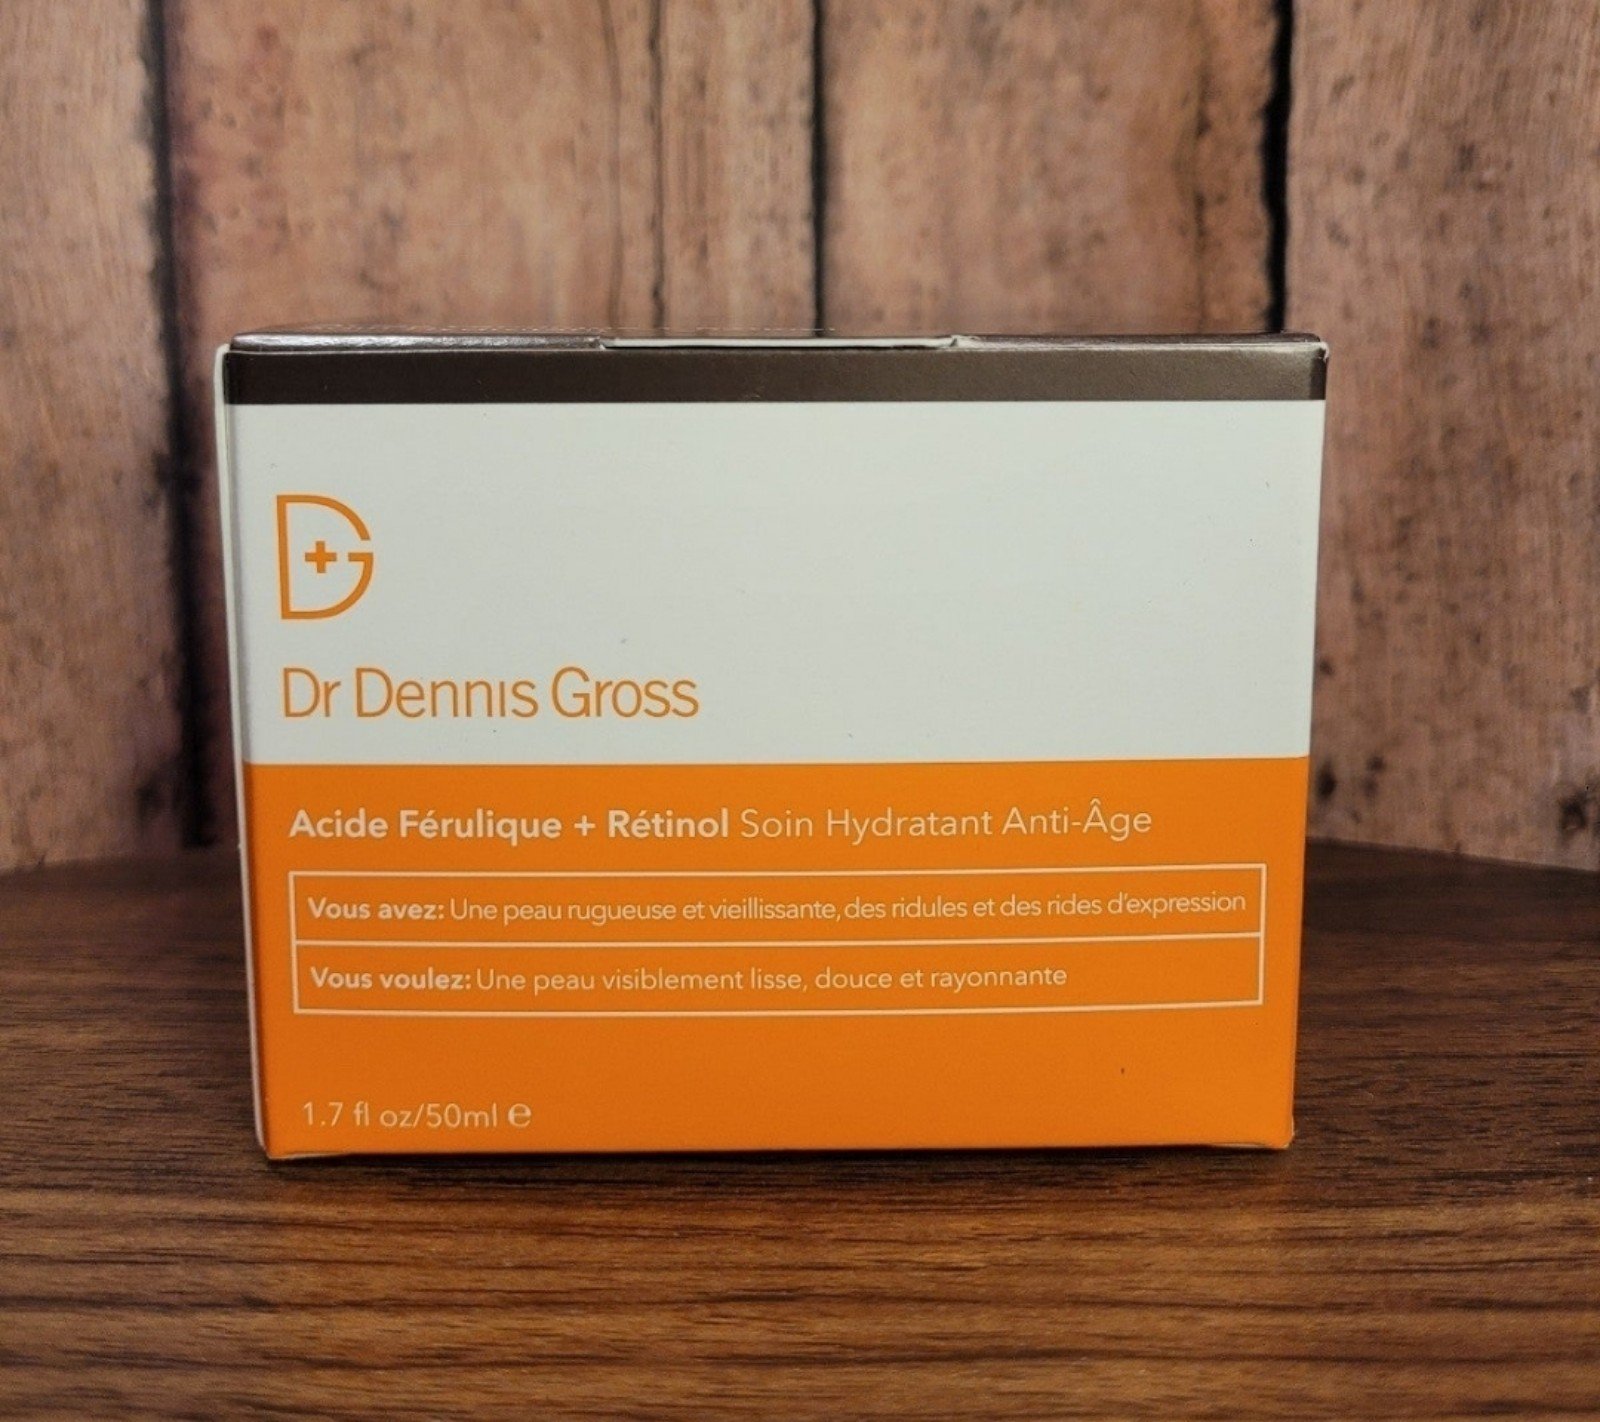 Dr Dennis Gross
Acide Férulique + Rétinol Soin Hydratant Anti-Âge
Vous avez: Une peau rugueuse et vieillissante, des ridules et des rides d'expression
Vous voulez: Une peau visiblement lisse, douce et rayonnante
1.7 fl oz/50ml ℮